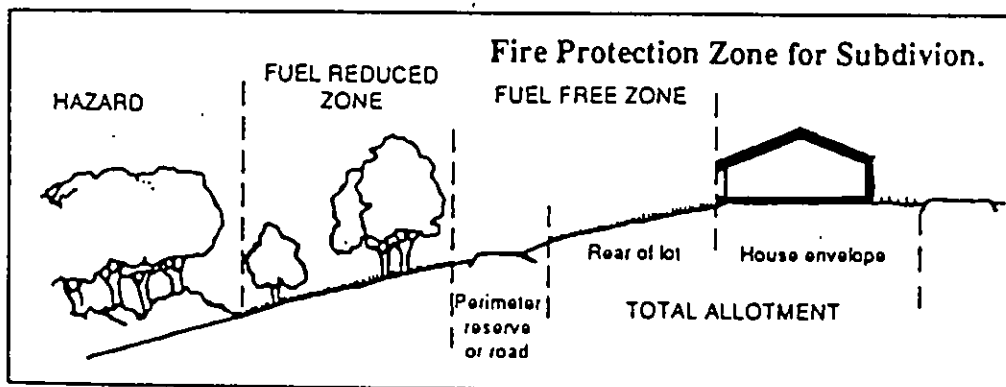 Fire Protection Zone for Subdivion.
HAZARD
FUEL REDUCED
ZONE
FUEL FREE ZONE
Rear of lot
House envelope
Perimeter
reserve
or road
TOTAL ALLOTMENT